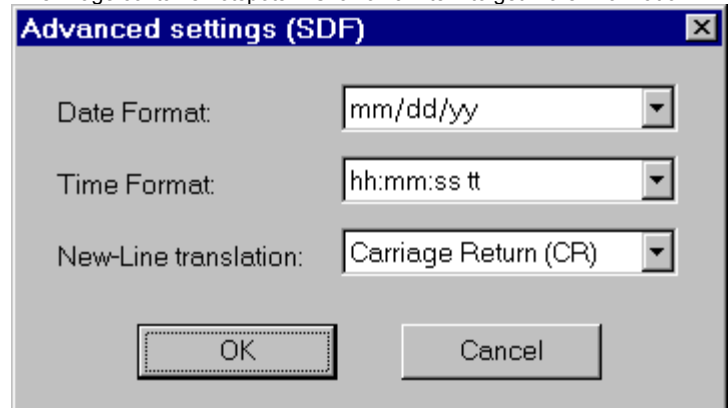 Advanced settings (SDF)
Date Format: mm/dd/yy
Time Format: hh:mm:ss tt
New-Line translation: Carriage Return (CR)
OK Cancel